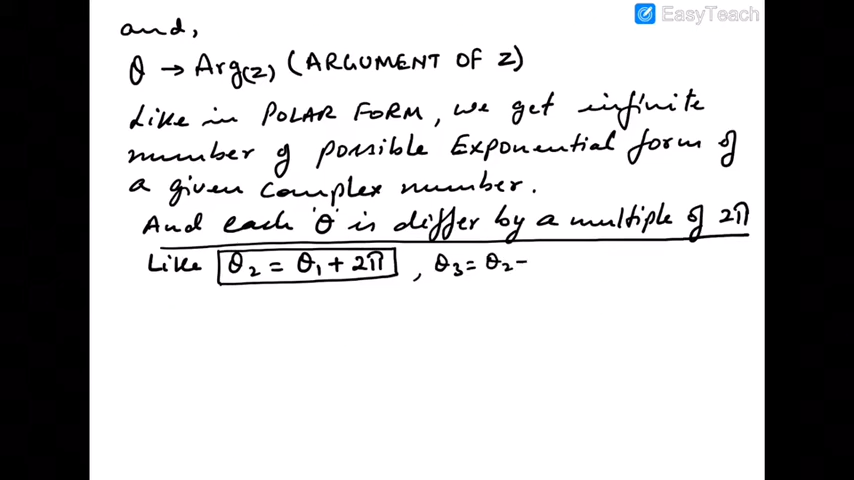 EasyTeach
and,
θ → Arg(z) (ARGUMENT OF Z)
Like in POLAR FORM, we get infinite
number of possible Exponential form of
a given complex number.
And each 'θ' is differ by a multiple of 2π
Like θ₂ = θ₁ + 2π , θ₃ = θ₂ -